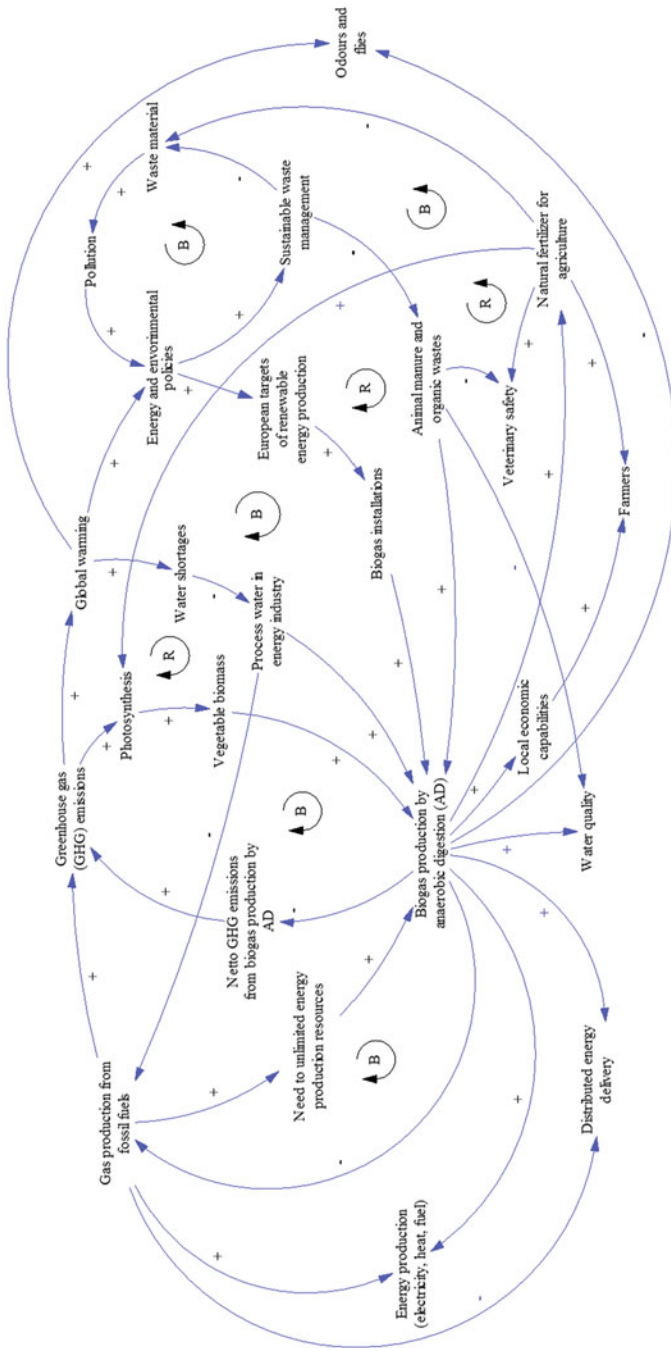 Greenhouse gas
(GHG) emissions
+
Global warming
+
Pollution
+
Waste material
Odours and
flies
+
Gas production from
fossil fuels
+
+
Photosynthesis
+
Water shortages
+
Energy and envorinmental
policies
+
B
-
R
+
-
+
+
-
Vegetable biomass
Process water in
energy industry
European targets
of renewable
energy production
Sustainable waste
management
+
+
Netto GHG emissions
from biogas production by
AD
B
B
+
-
-
+
Need to unlimited energy
production resources
-
+
+
Biogas installations
R
Animal manure and
organic wastes
B
B
+
+
+
-
R
Energy production
(electricity, heat, fuel)
-
Biogas production by
anaerobic digestion (AD)
+
+
Veterinary safety
+
Natural fertilizer for
agriculture
+
+
+
Local economic
capabilities
-
+
-
+
Farmers
-
Distributed energy
delivery
Water quality